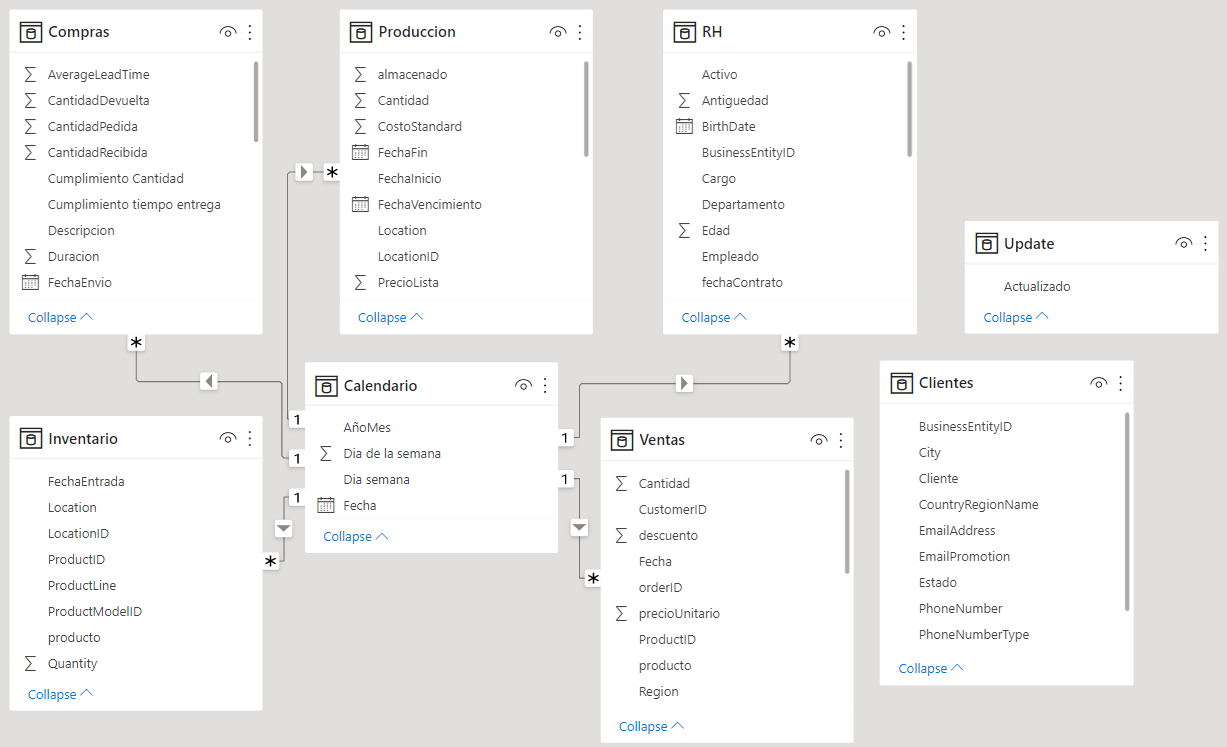 Compras
AverageLeadTime
CantidadDevuelta
CantidadPedida
CantidadRecibida
Cumplimiento Cantidad
Cumplimiento tiempo entrega
Descripcion
Duracion
FechaEnvio
Collapse
Produccion
almacenado
Cantidad
CostoStandard
FechaFin
FechaInicio
FechaVencimiento
Location
LocationID
PrecioLista
Collapse
RH
Activo
Antiguedad
BirthDate
BusinessEntityID
Cargo
Departamento
Edad
Empleado
fechaContrato
Collapse
Update
Actualizado
Collapse
Inventario
FechaEntrada
Location
LocationID
ProductID
ProductLine
ProductModelID
producto
Quantity
Collapse
*
*
*
*
*
1
1
1
1
1
Calendario
AñoMes
Dia de la semana
Dia semana
Fecha
Collapse
Ventas
Cantidad
CustomerID
descuento
Fecha
orderID
precioUnitario
ProductID
producto
Region
Collapse
Clientes
BusinessEntityID
City
Cliente
CountryRegionName
EmailAddress
EmailPromotion
Estado
PhoneNumber
PhoneNumberType
Collapse